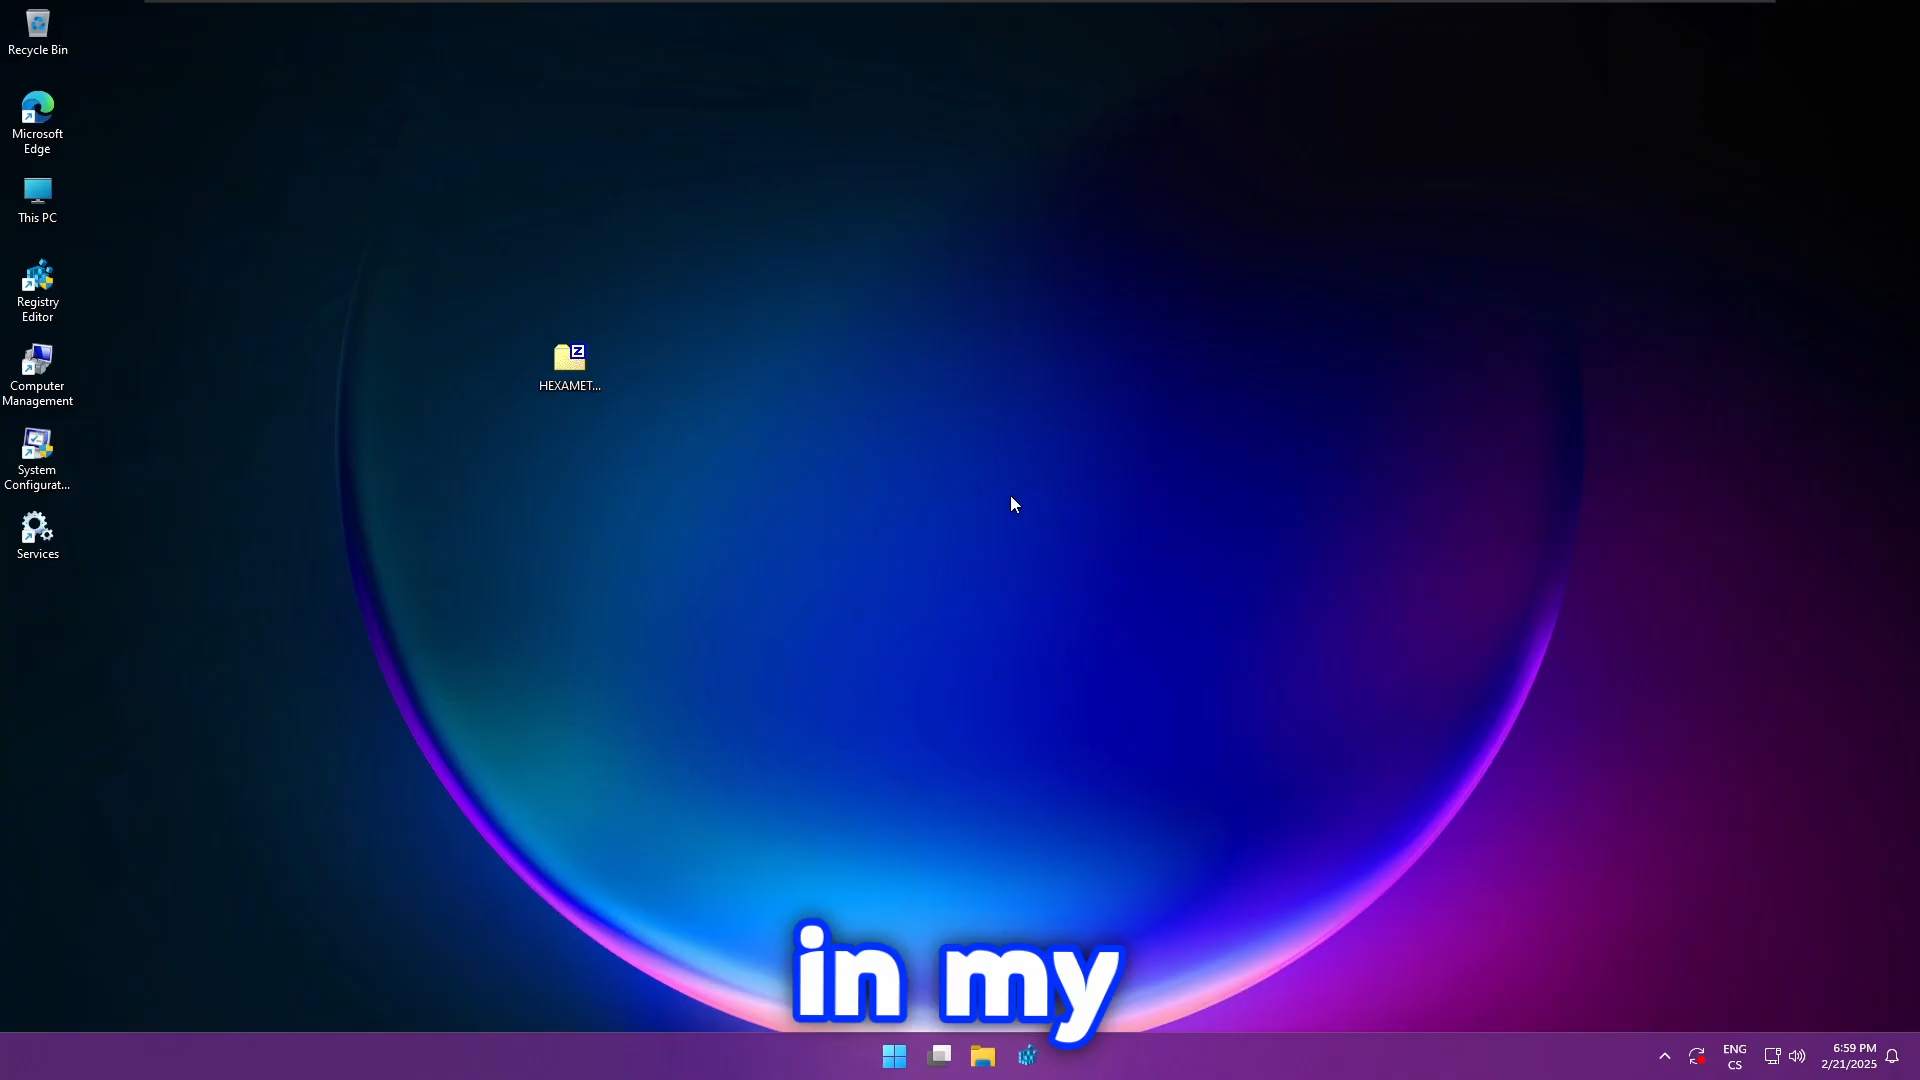 Recycle Bin
Microsoft
Edge
This PC
Registry
Editor
Computer
Management
System
Configurat...
Services
HEXAMET...
Z
in my
ENG
CS
6:59 PM
2/21/2025